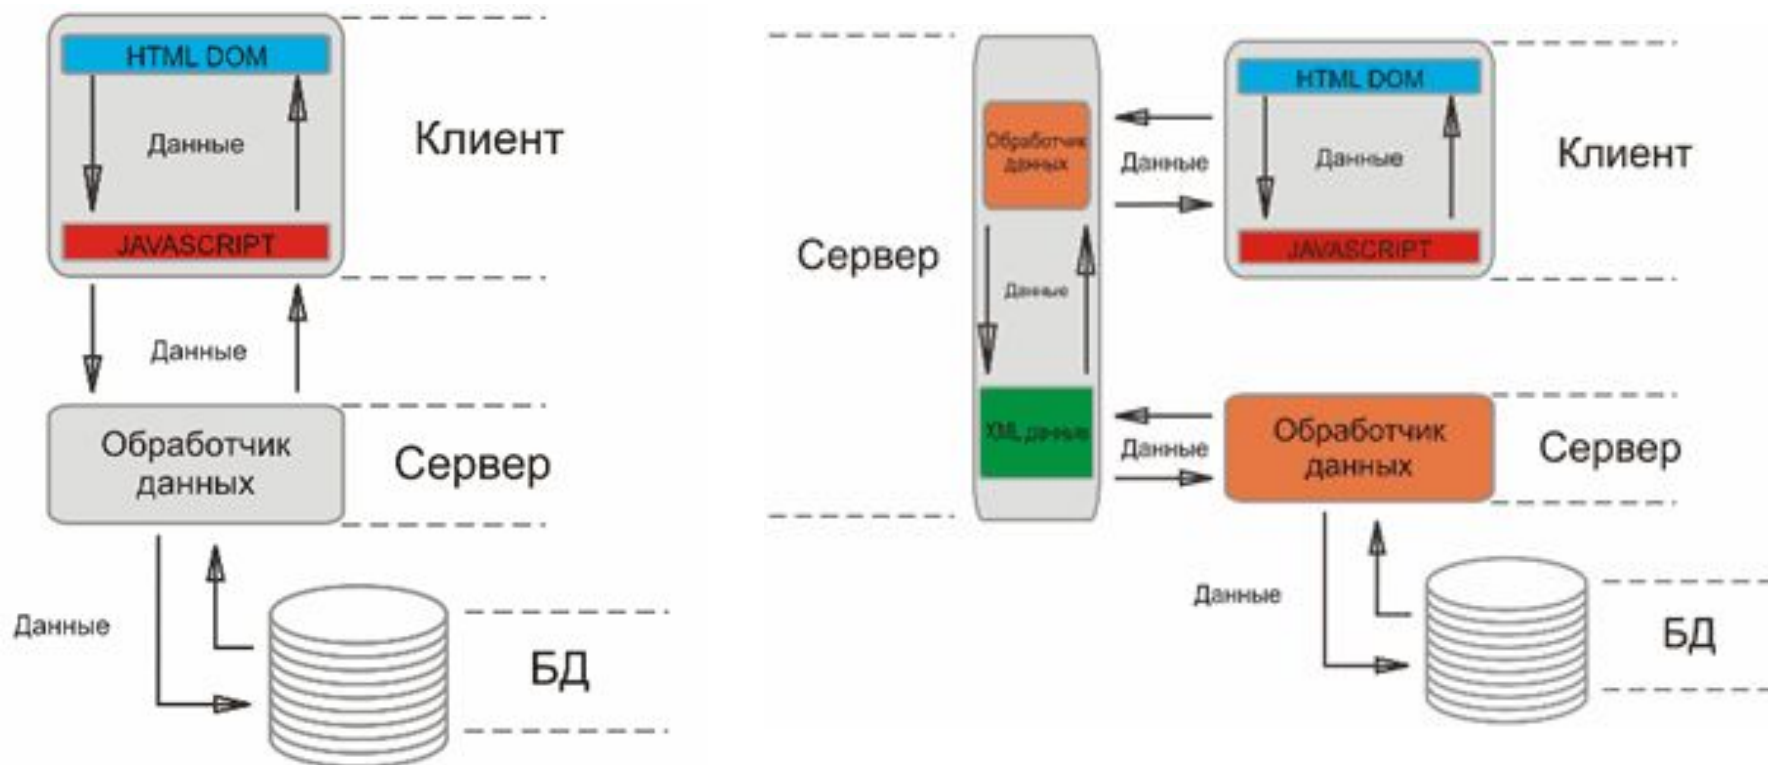 HTML DOM
Данные
Клиент
JAVASCRIPT
Данные
Обработчик
данных
Сервер
Данные
БД
Сервер
Обработчик
данных
Данные
XML данные
Данные
HTML DOM
Данные
Клиент
JAVASCRIPT
Данные
Обработчик
данных
Сервер
Данные
БД